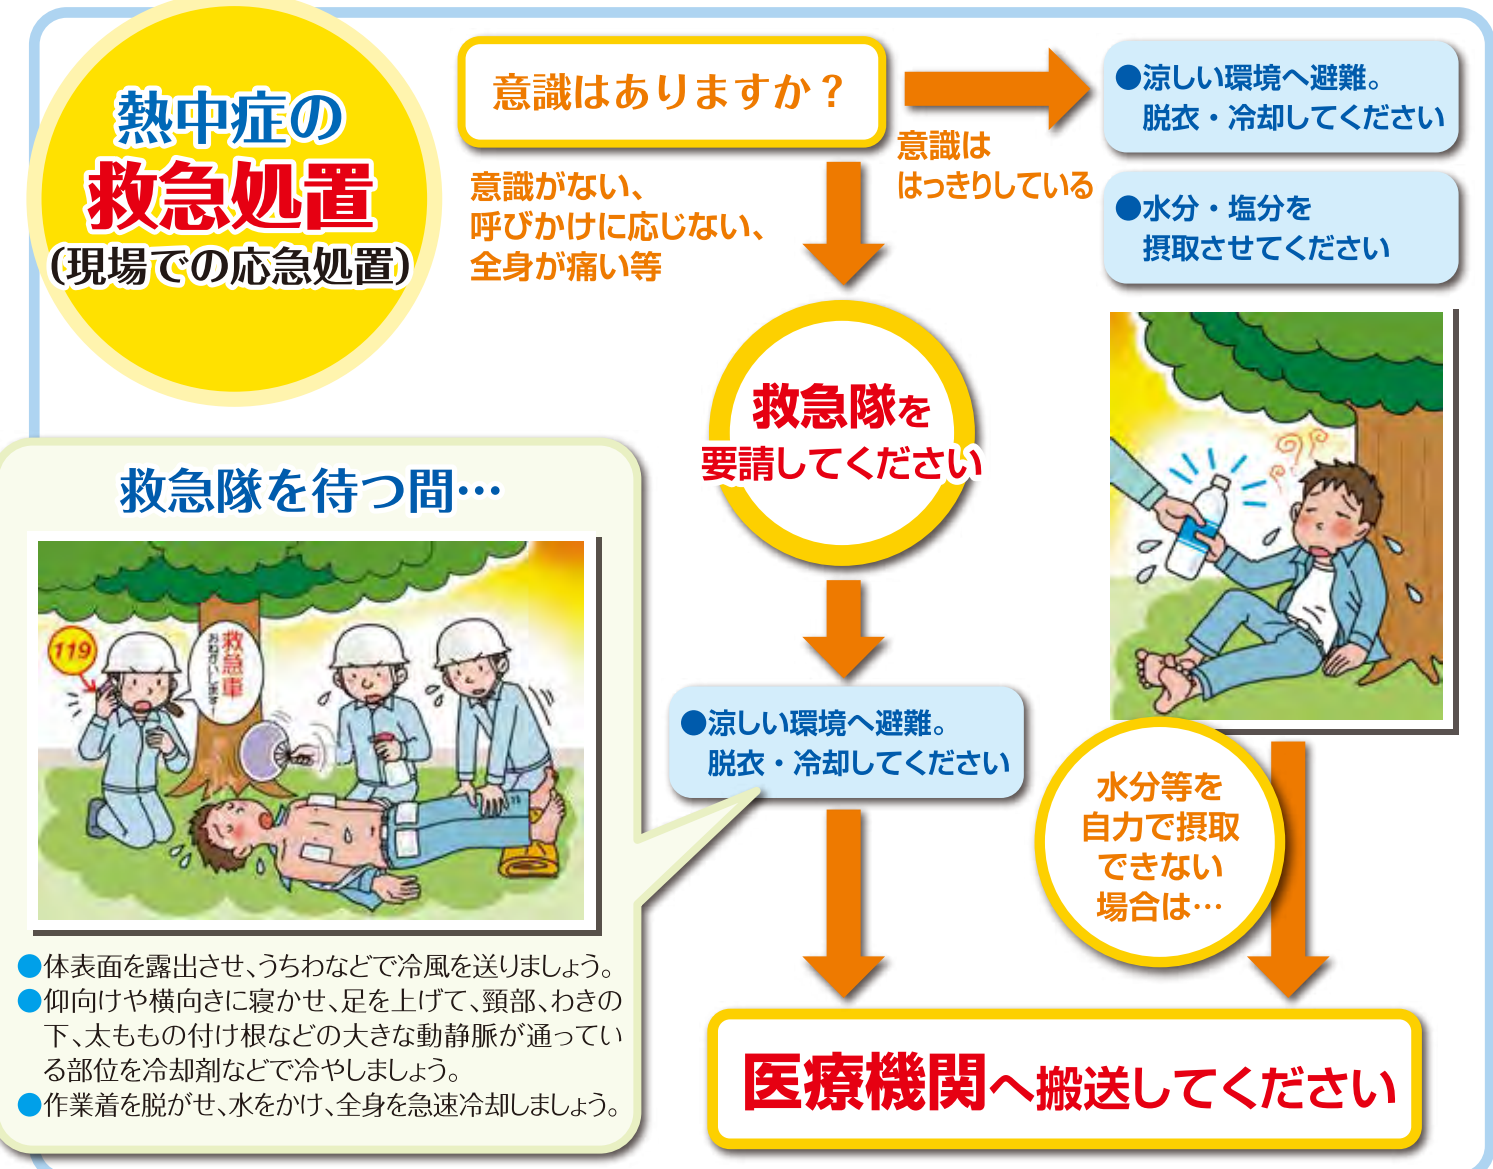 熱中症の
救急処置
(現場での応急処置)
意識はありますか？
意識は
はっきりしている
●涼しい環境へ避難。
脱衣・冷却してください
●水分・塩分を
摂取させてください
意識がない、
呼びかけに応じない、
全身が痛い等
救急隊を
要請してください
救急隊を待つ間…
119
救急車
おねがいします!
●涼しい環境へ避難。
脱衣・冷却してください
水分等を
自力で摂取
できない
場合は…
●体表面を露出させ、うちわなどで冷風を送りましょう。
●仰向けや横向きに寝かせ、足を上げて、頸部、わきの
下、太ももの付け根などの大きな動静脈が通ってい
る部位を冷却剤などで冷やしましょう。
●作業着を脱がせ、水をかけ、全身を急速冷却しましょう。
医療機関へ搬送してください